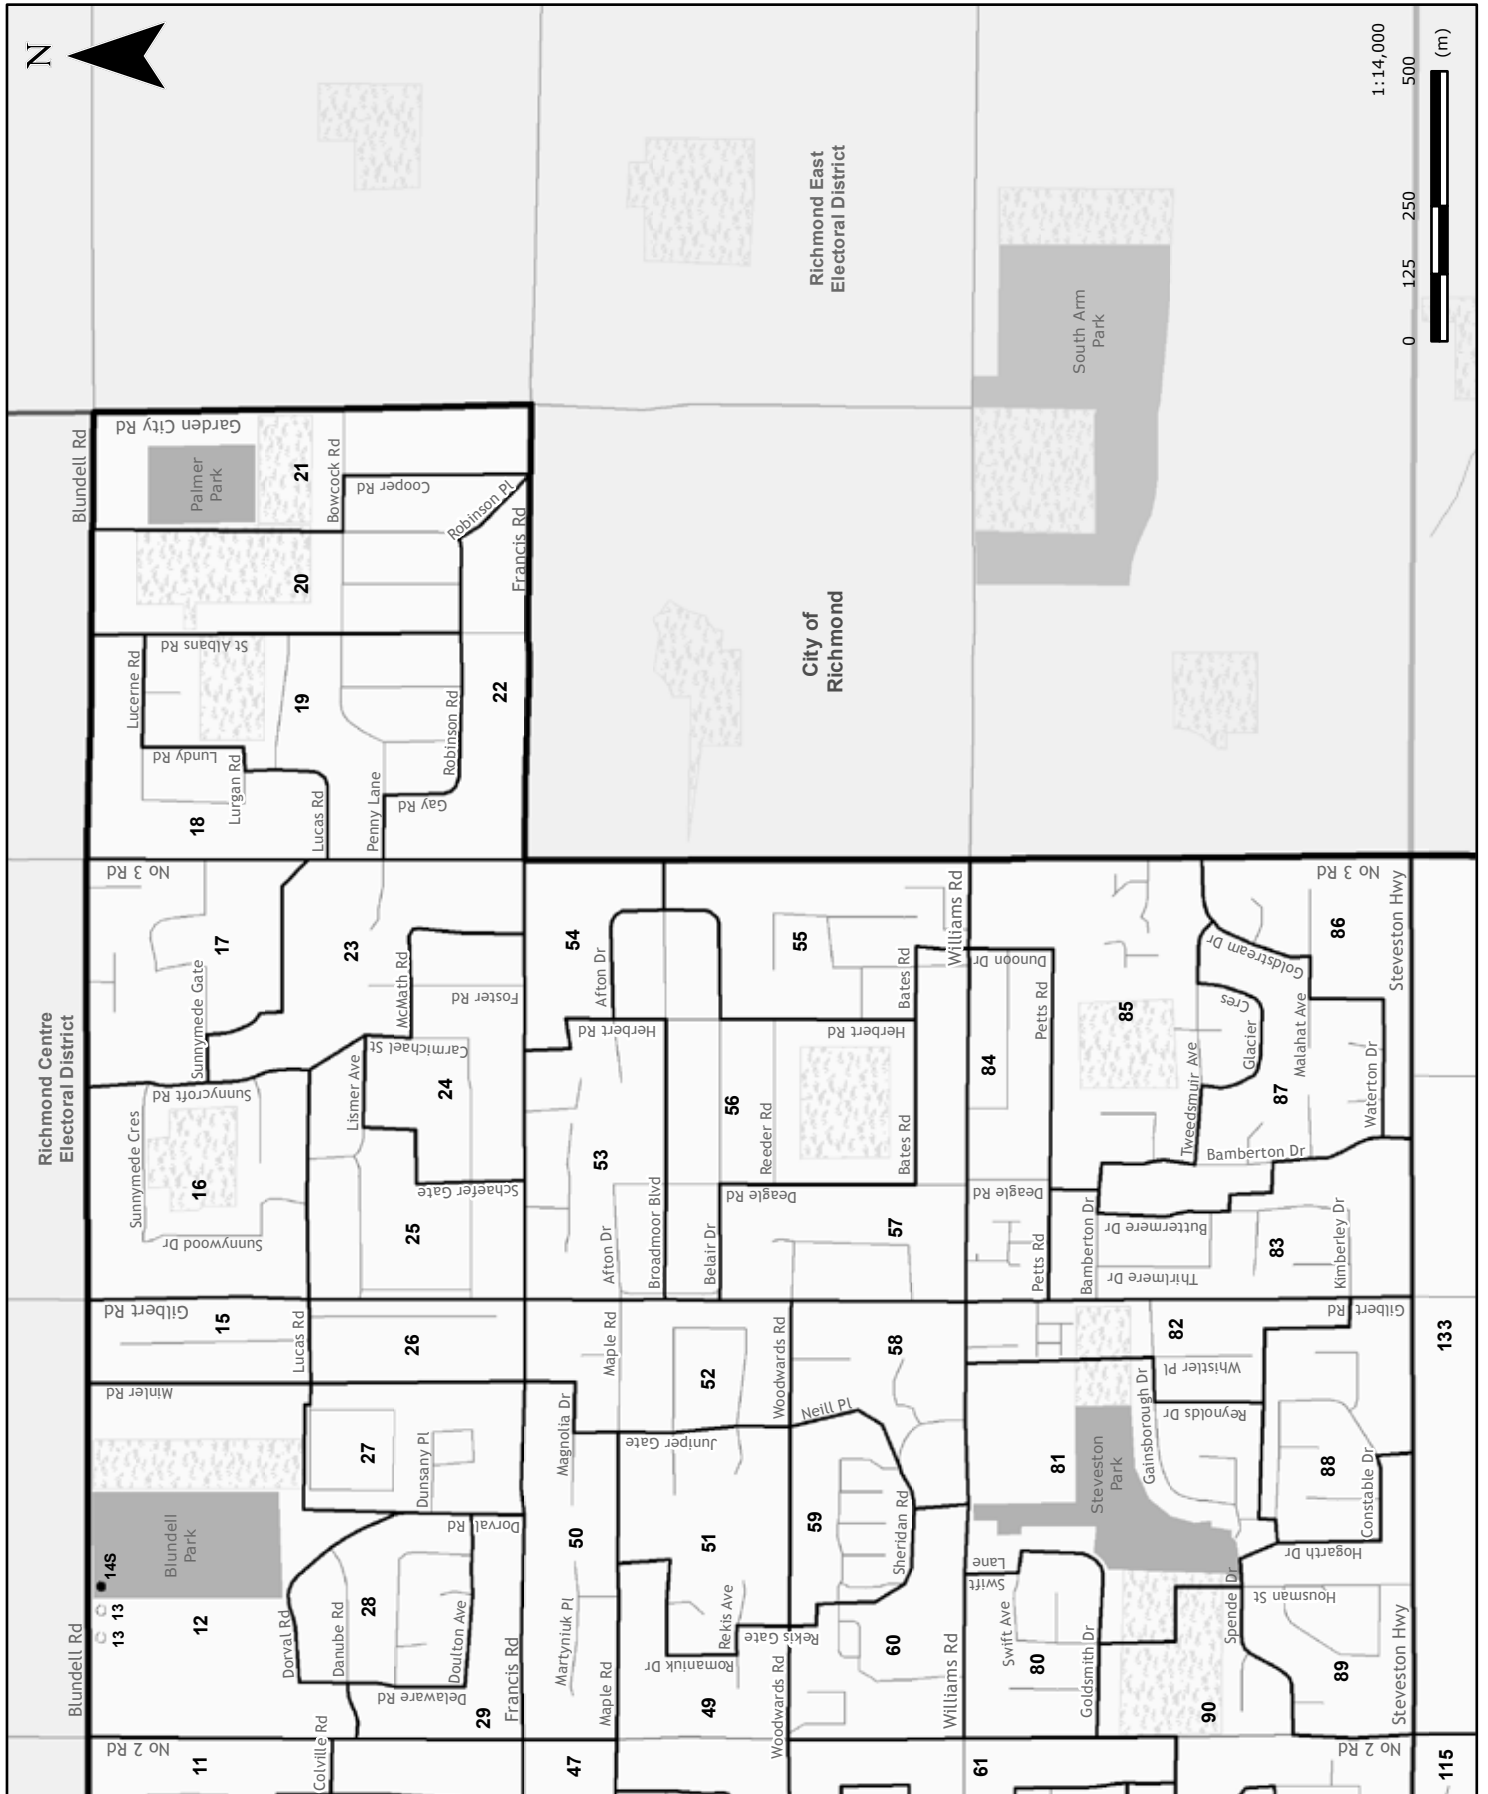 N
1:14,000
0 125 250 500 (m)
Richmond Centre
Electoral District
Richmond East
Electoral District
City of
Richmond
South Arm
Park
Palmer
Park
Blundell
Park
Steveston
Park
Blundell Rd
Garden City Rd
21
Bowcock Rd
Cooper Rd
Robinson Pl
Francis Rd
20
St Albans Rd
Lucerne Rd
Lundy Rd
Lurgan Rd
Lucas Rd
19
18
Penny Lane
Gay Rd
Robinson Rd
22
No 3 Rd
17
Sunnymede Gate
23
McMath Rd
Foster Rd
Carmichael St
Lismer Ave
24
Schaefer Gate
25
Sunnycroft Rd
Sunnymede Cres
16
Sunnywood Dr
Gilbert Rd
15
Lucas Rd
26
Winter Rd
27
Dunsany Pl
Dorval Rd
14S
13
13
12
Blundell Rd
Dorval Rd
Danube Rd
28
Doulton Ave
Delaware Rd
29
Francis Rd
No 2 Rd
11
Colville Rd
54
Afton Dr
Herbert Rd
55
Bates Rd
Williams Rd
Herbert Rd
56
Reeder Rd
Bates Rd
53
Broadmoor Blvd
Afton Dr
Belair Dr
Deagle Rd
57
Maple Rd
52
Woodwards Rd
58
Magnolia Dr
Juniper Gate
Neill Pl
50
51
59
Sheridan Rd
Martyniuk Pl
Maple Rd
Rekis Ave
Romaniuk Dr
Rekis Gate
Woodwards Rd
49
60
Williams Rd
47
61
Dunoon Dr
Petts Rd
84
Deagle Rd
Petts Rd
85
Goldstream Dr
No 3 Rd
86
Steveston Hwy
Cres
Glacier
Tweedsmuir Ave
Malahat Ave
87
Waterton Dr
Bamberton Dr
Bamberton Dr
Buttermere Dr
Thirlmere Dr
83
Kimberley Dr
Gilbert Rd
82
Whistler Pl
Reynolds Dr
Gainsborough Dr
81
88
Constable Dr
Hogarth Dr
133
Swift
Lane
Swift Ave
80
Goldsmith Dr
Spender Dr
Housman St
89
90
Steveston Hwy
No 2 Rd
115